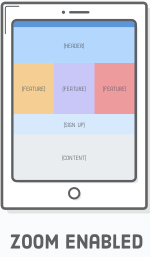 [HEADER]
[FEATURE] [FEATURE] [FEATURE]
[SIGN UP]
[CONTENT]
ZOOM ENABLED